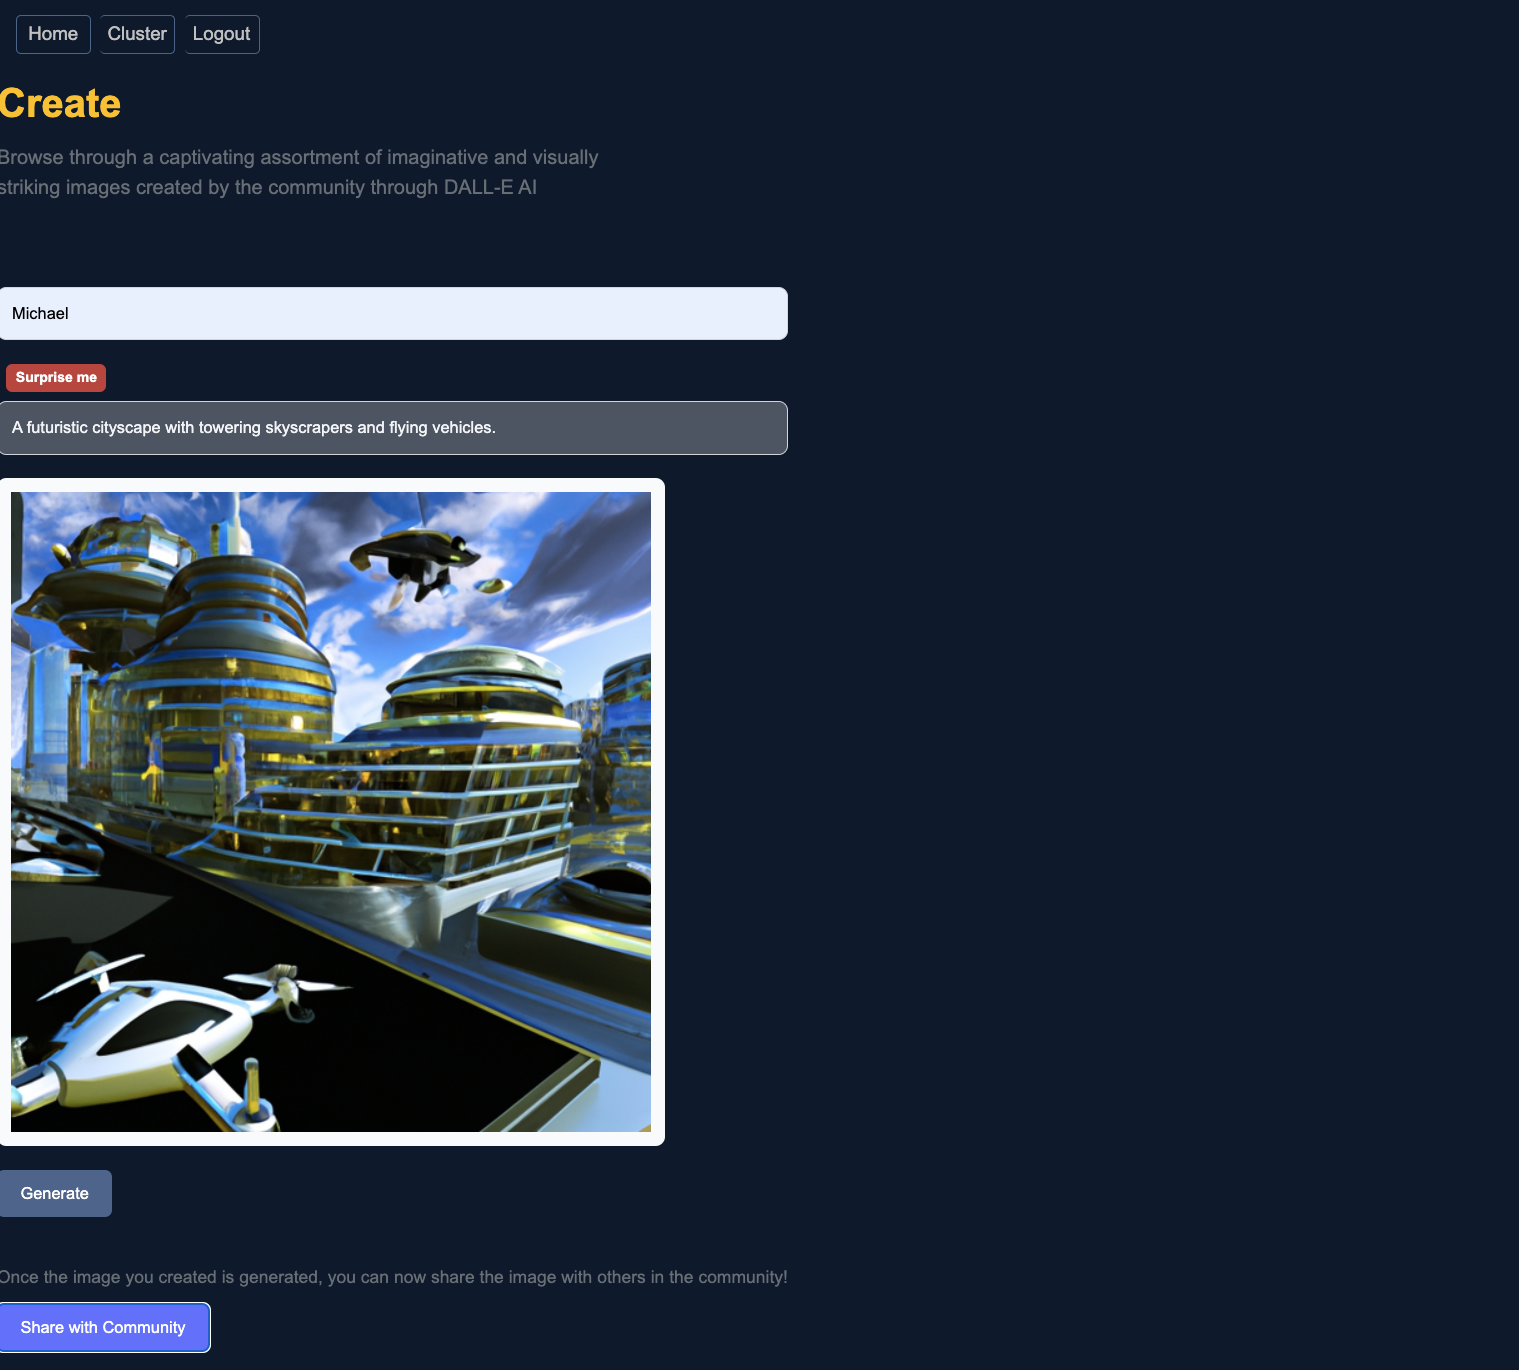 Home Cluster Logout
Create
Browse through a captivating assortment of imaginative and visually
striking images created by the community through DALL-E AI
Michael
Surprise me
A futuristic cityscape with towering skyscrapers and flying vehicles.
Generate
Once the image you created is generated, you can now share the image with others in the community!
Share with Community